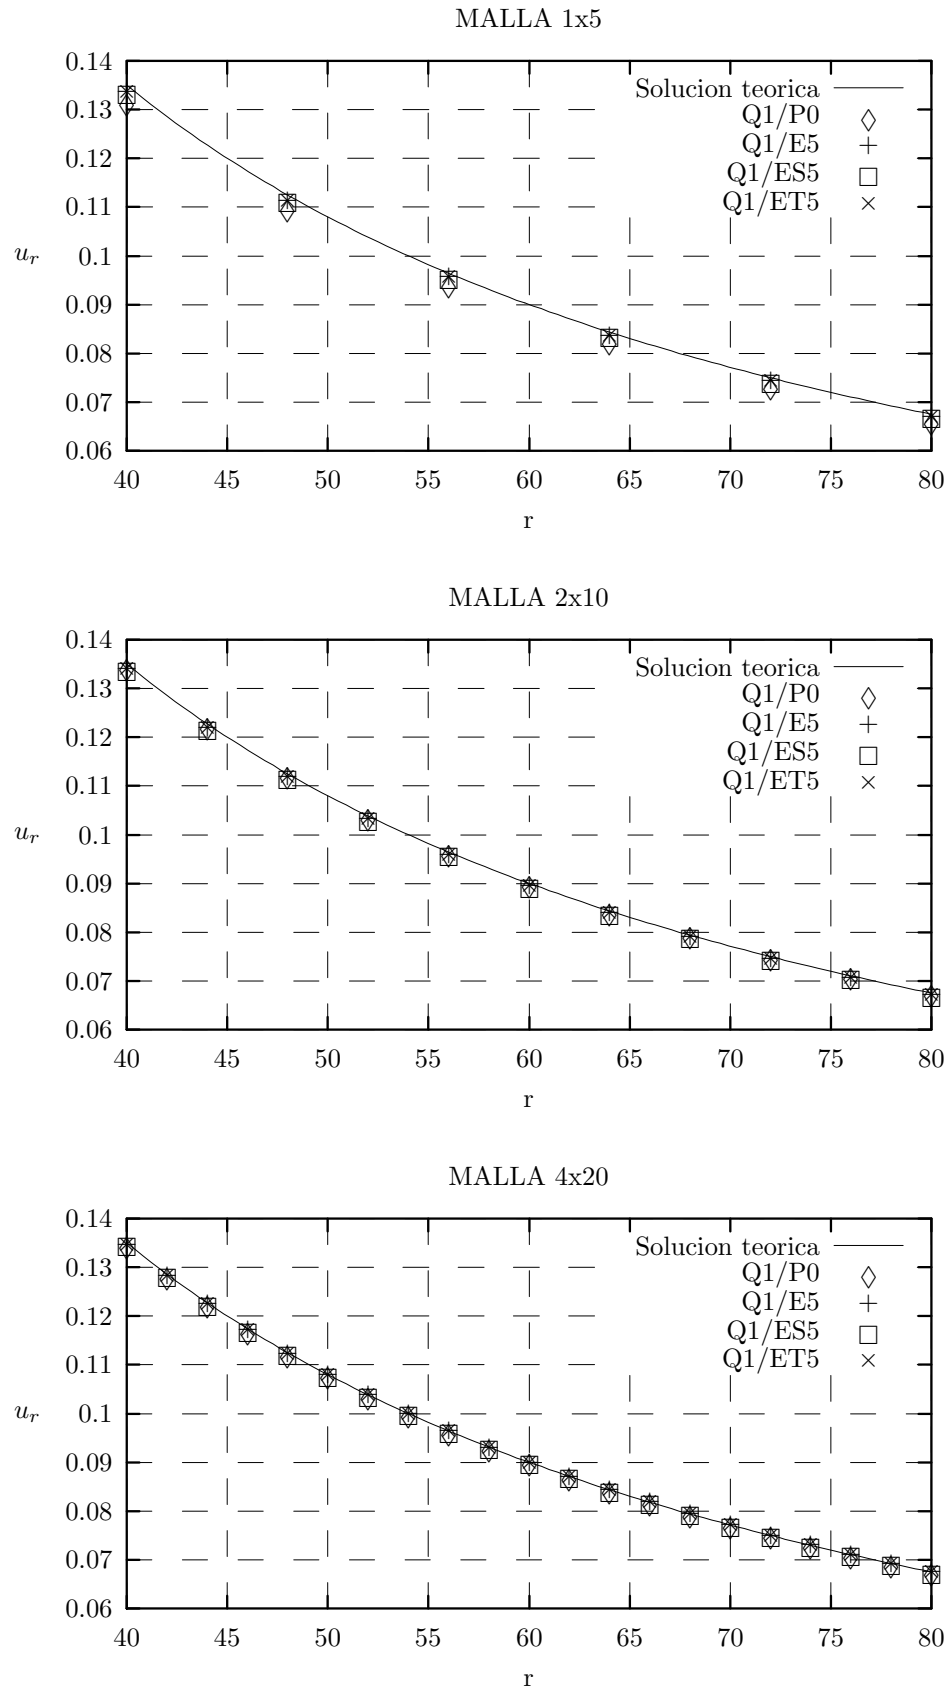 MALLA 1x5
0.14
Solucion teorica
0.13
Q1/P0
Q1/E5
0.12
Q1/ES5
Q1/ET5
0.11
u_r
0.1
0.09
0.08
0.07
0.06
40 45 50 55 60 65 70 75 80
r
MALLA 2x10
0.14
Solucion teorica
0.13
Q1/P0
Q1/E5
0.12
Q1/ES5
Q1/ET5
0.11
u_r
0.1
0.09
0.08
0.07
0.06
40 45 50 55 60 65 70 75 80
r
MALLA 4x20
0.14
Solucion teorica
0.13
Q1/P0
Q1/E5
0.12
Q1/ES5
Q1/ET5
0.11
u_r
0.1
0.09
0.08
0.07
0.06
40 45 50 55 60 65 70 75 80
r